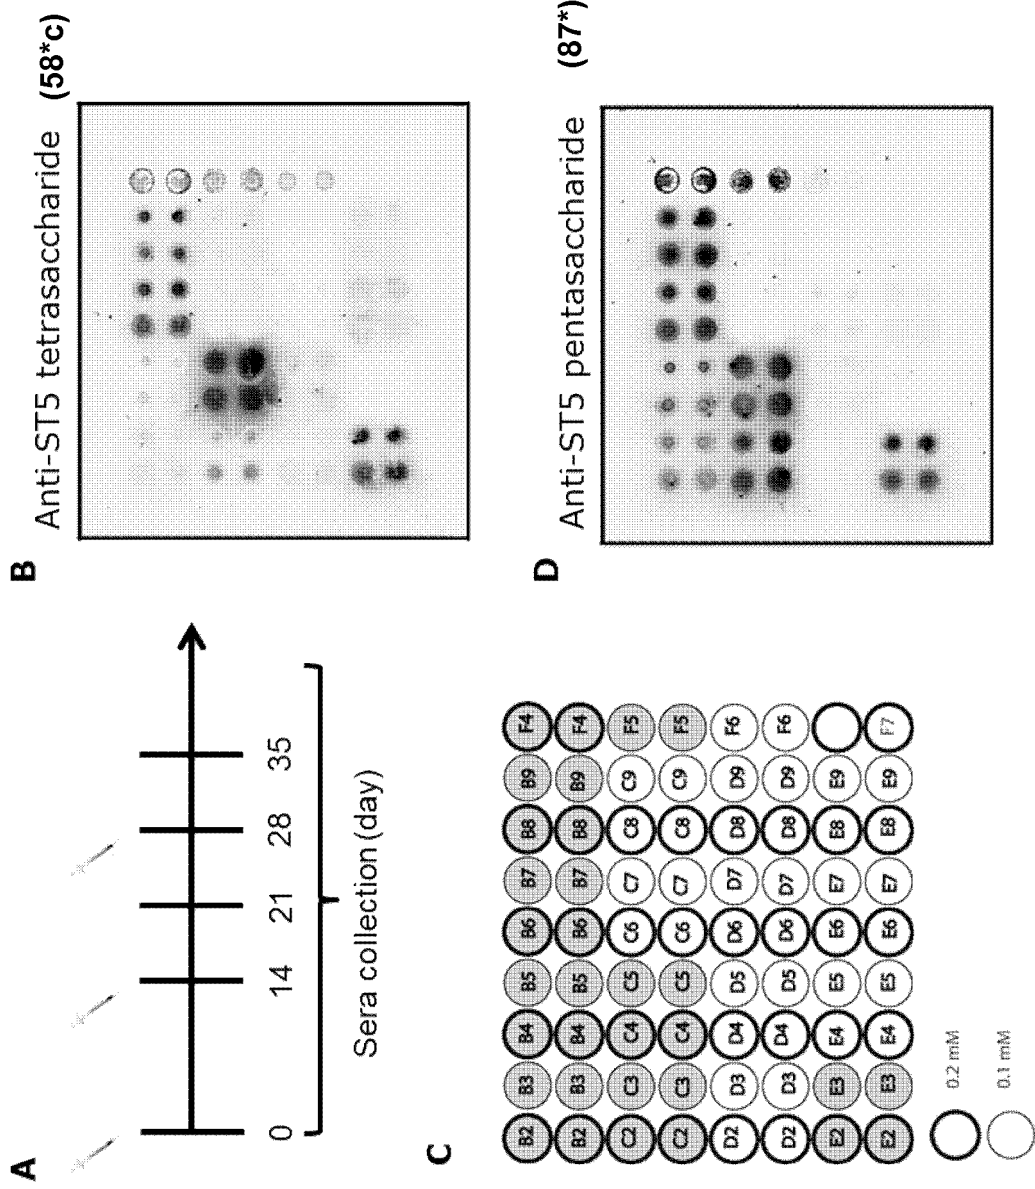 A
0 14 21 28 35
Sera collection (day)
B
Anti-ST5 tetrasaccharide (58*c)
C
B2 B3 B4 B5 B6 B7 B8 B9 F4
B2 B3 B4 B5 B6 B7 B8 B9 F4
C2 C3 C4 C5 C6 C7 C8 C9 F5
C2 C3 C4 C5 C6 C7 C8 C9 F5
D2 D3 D4 D5 D6 D7 D8 D9 F6
D2 D3 D4 D5 D6 D7 D8 D9 F6
E2 E3 E4 E5 E6 E7 E8 E9
E2 E3 E4 E5 E6 E7 E8 E9 F7
0.2 mM
0.1 mM
D
Anti-ST5 pentasaccharide (87*)